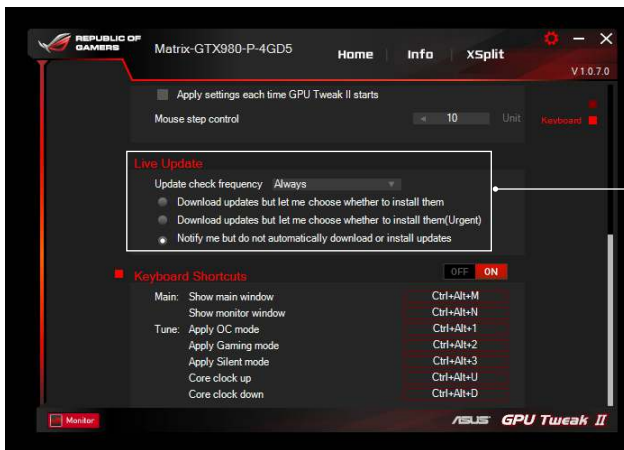 REPUBLIC OF
GAMERS
Matrix-GTX980-P-4GD5
Home Info XSplit
V 1.0.7.0
Apply settings each time GPU Tweak II starts
Mouse step control 10 Unit
Keyboard
Live Update
Update check frequency Always
Download updates but let me choose whether to install them
Download updates but let me choose whether to install them(Urgent)
Notify me but do not automatically download or install updates
Keyboard Shortcuts OFF ON
Main: Show main window Ctrl+Alt+M
Show monitor window Ctrl+Alt+N
Tune: Apply OC mode Ctrl+Alt+1
Apply Gaming mode Ctrl+Alt+2
Apply Silent mode Ctrl+Alt+3
Core clock up Ctrl+Alt+U
Core clock down Ctrl+Alt+D
Monitor ASUS GPU Tweak II